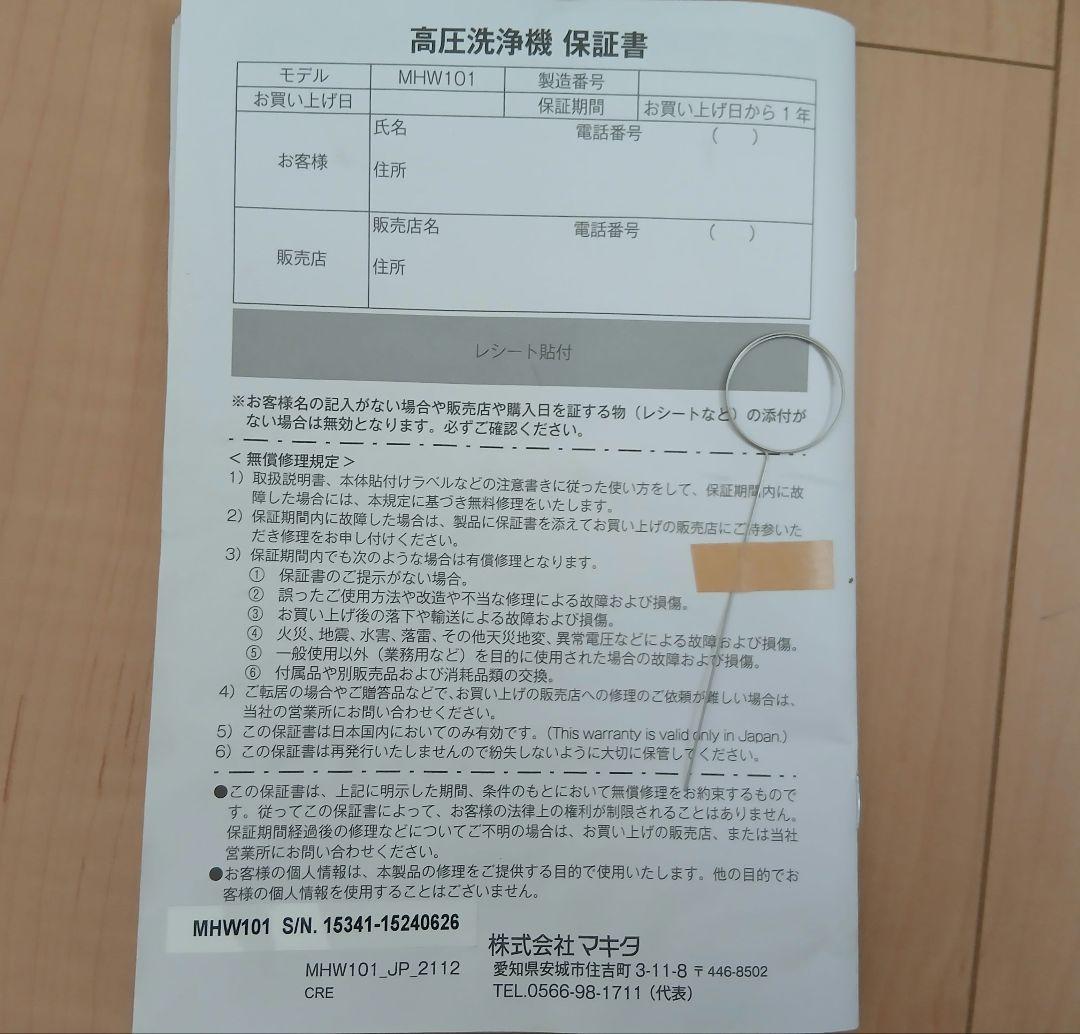 高圧洗浄機 保証書
モデル MHW101 製造番号
お買い上げ日 保証期間 お買い上げ日から1年
お客様 氏名 電話番号 (　)
住所
販売店 販売店名 電話番号 (　)
住所
レシート貼付
※お客様名の記入がない場合や販売店や購入日を証する物（レシートなど）の添付が
ない場合は無効となります。必ずご確認ください。
＜無償修理規定＞
1）取扱説明書、本体貼付けラベルなどの注意書きに従った使い方をして、保証期間内に故
障した場合には、本規定に基づき無料修理をいたします。
2）保証期間内に故障した場合は、製品に保証書を添えてお買い上げの販売店にご持参いた
だき修理をお申し付けください。
3）保証期間内でも次のような場合は有償修理となります。
① 保証書のご提示がない場合。
② 誤ったご使用方法や改造や不当な修理による故障および損傷。
③ お買い上げ後の落下や輸送による故障および損傷。
④ 火災、地震、水害、落雷、その他天災地変、異常電圧などによる故障および損傷。
⑤ 一般使用以外（業務用など）を目的に使用された場合の故障および損傷。
⑥ 付属品や別販売品および消耗品類の交換。
4）ご転居の場合やご贈答品などで、お買い上げの販売店への修理のご依頼が難しい場合は、
当社の営業所にお問い合わせください。
5）この保証書は日本国内においてのみ有効です。（This warranty is valid only in Japan.）
6）この保証書は再発行いたしませんので紛失しないように大切に保管してください。
●この保証書は、上記に明示した期間、条件のもとにおいて無償修理をお約束するもので
す。従ってこの保証書によって、お客様の法律上の権利が制限されることはありません。
保証期間経過後の修理などについてご不明の場合は、お買い上げの販売店、または当社
営業所にお問い合わせください。
●お客様の個人情報は、本製品の修理をご提供する目的で使用いたします。他の目的でお
客様の個人情報を使用することはございません。
MHW101 S/N. 15341-15240626
株式会社マキタ
MHW101_JP_2112 愛知県安城市住吉町 3-11-8 〒446-8502
CRE TEL.0566-98-1711（代表）